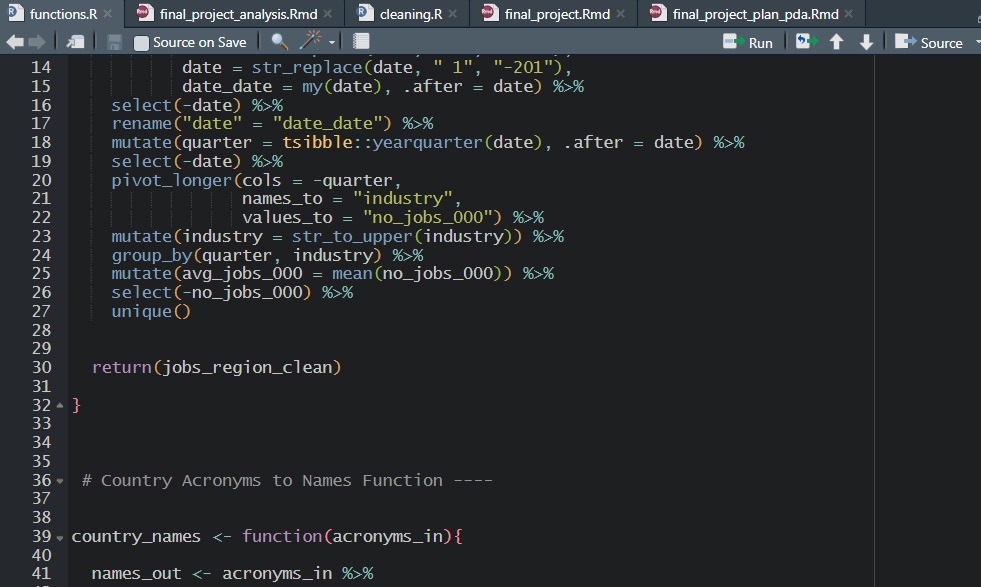 functions.R × final_project_analysis.Rmd × cleaning.R × final_project.Rmd × final_project_plan_pda.Rmd ×
Source on Save Run Source
14 date = str_replace(date, " 1", "-201"),
15 date_date = my(date), .after = date) %>%
16 select(-date) %>%
17 rename("date" = "date_date") %>%
18 mutate(quarter = tsibble::yearquarter(date), .after = date) %>%
19 select(-date) %>%
20 pivot_longer(cols = -quarter,
21 names_to = "industry",
22 values_to = "no_jobs_000") %>%
23 mutate(industry = str_to_upper(industry)) %>%
24 group_by(quarter, industry) %>%
25 mutate(avg_jobs_000 = mean(no_jobs_000)) %>%
26 select(-no_jobs_000) %>%
27 unique()
28
29
30 return(jobs_region_clean)
31
32 }
33
34
35
36 # Country Acronyms to Names Function ----
37
38
39 country_names <- function(acronyms_in){
40
41 names_out <- acronyms_in %>%